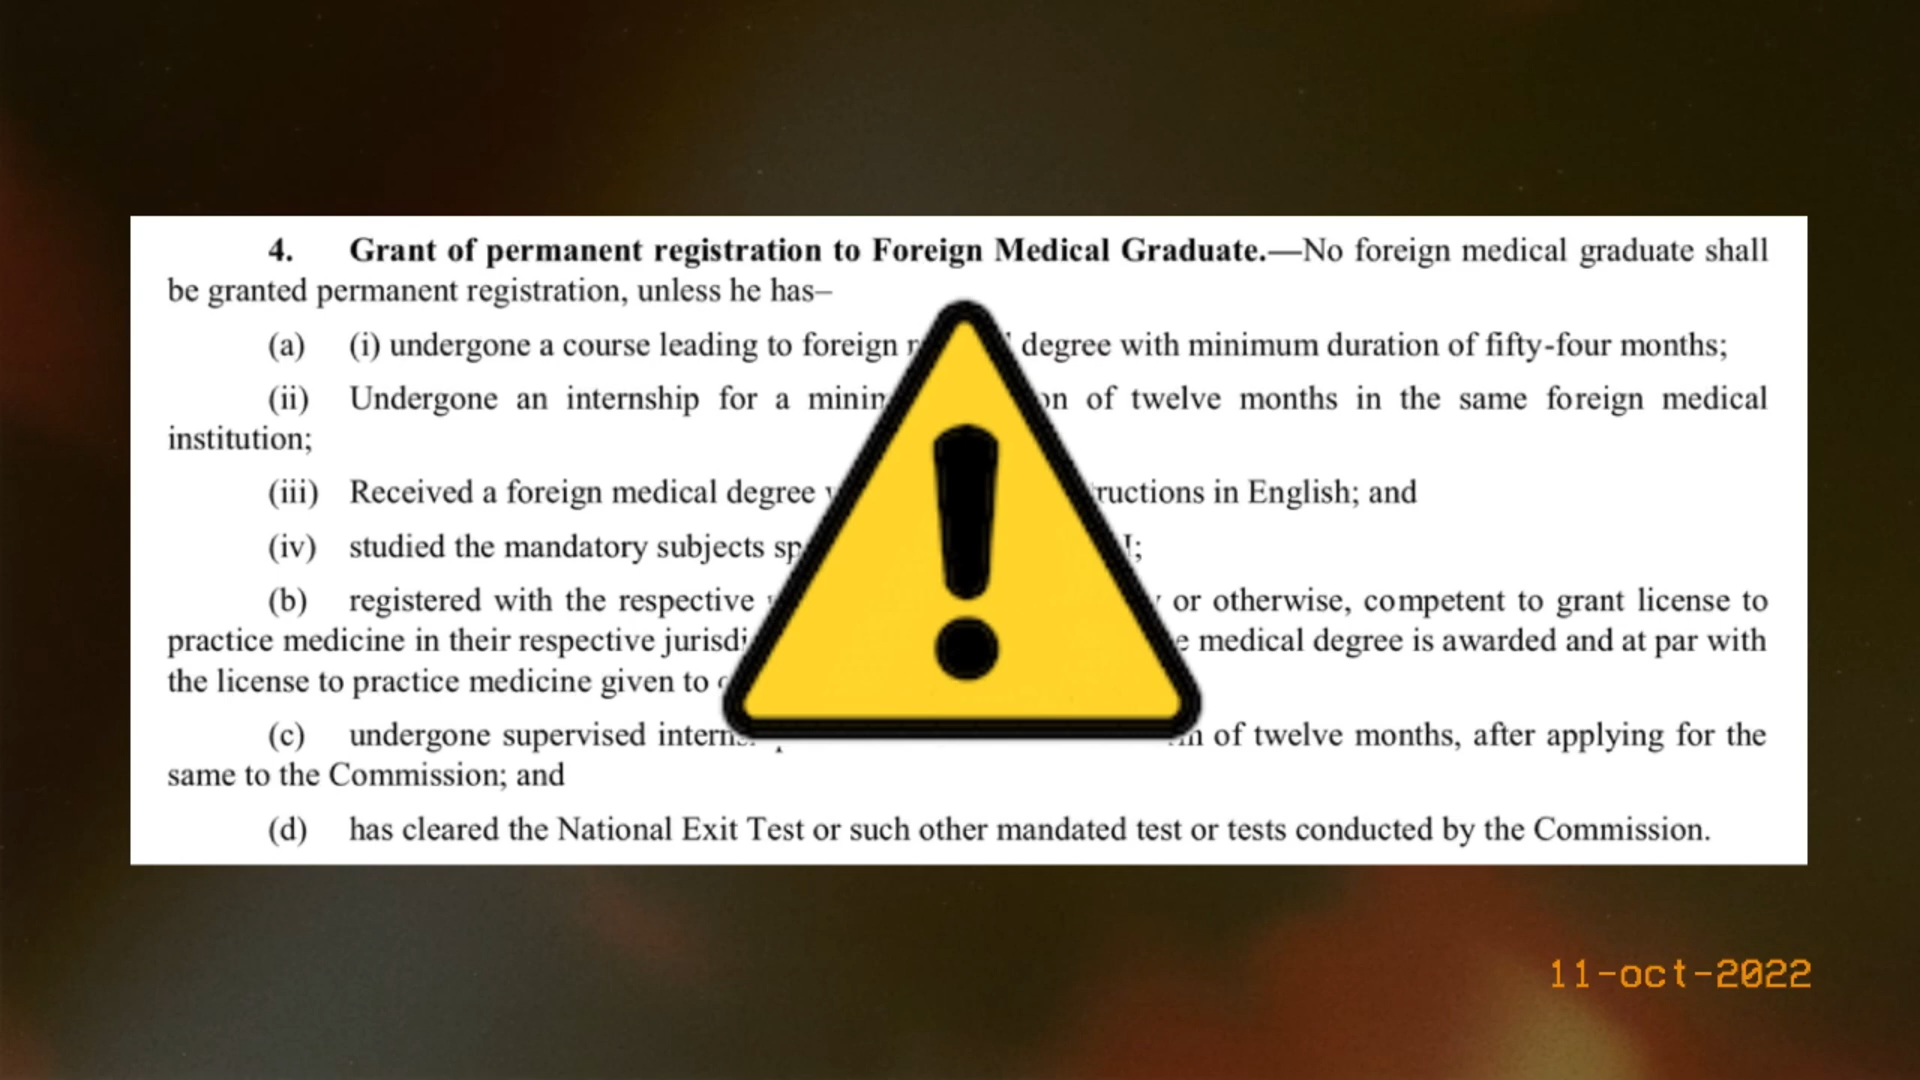 4. Grant of permanent registration to Foreign Medical Graduate.—No foreign medical graduate shall
be granted permanent registration, unless he has–
(a) (i) undergone a course leading to foreign degree with minimum duration of fifty-four months;
(ii) Undergone an internship for a of twelve months in the same foreign medical
institution;
(iii) Received a foreign medical degree in English; and
(iv) studied the mandatory subjects
(b) registered with the respective or otherwise, competent to grant license to
practice medicine in their respective medical degree is awarded and at par with
the license to practice medicine given to
(c) undergone supervised of twelve months, after applying for the
same to the Commission; and
(d) has cleared the National Exit Test or such other mandated test or tests conducted by the Commission.
11-oct-2022